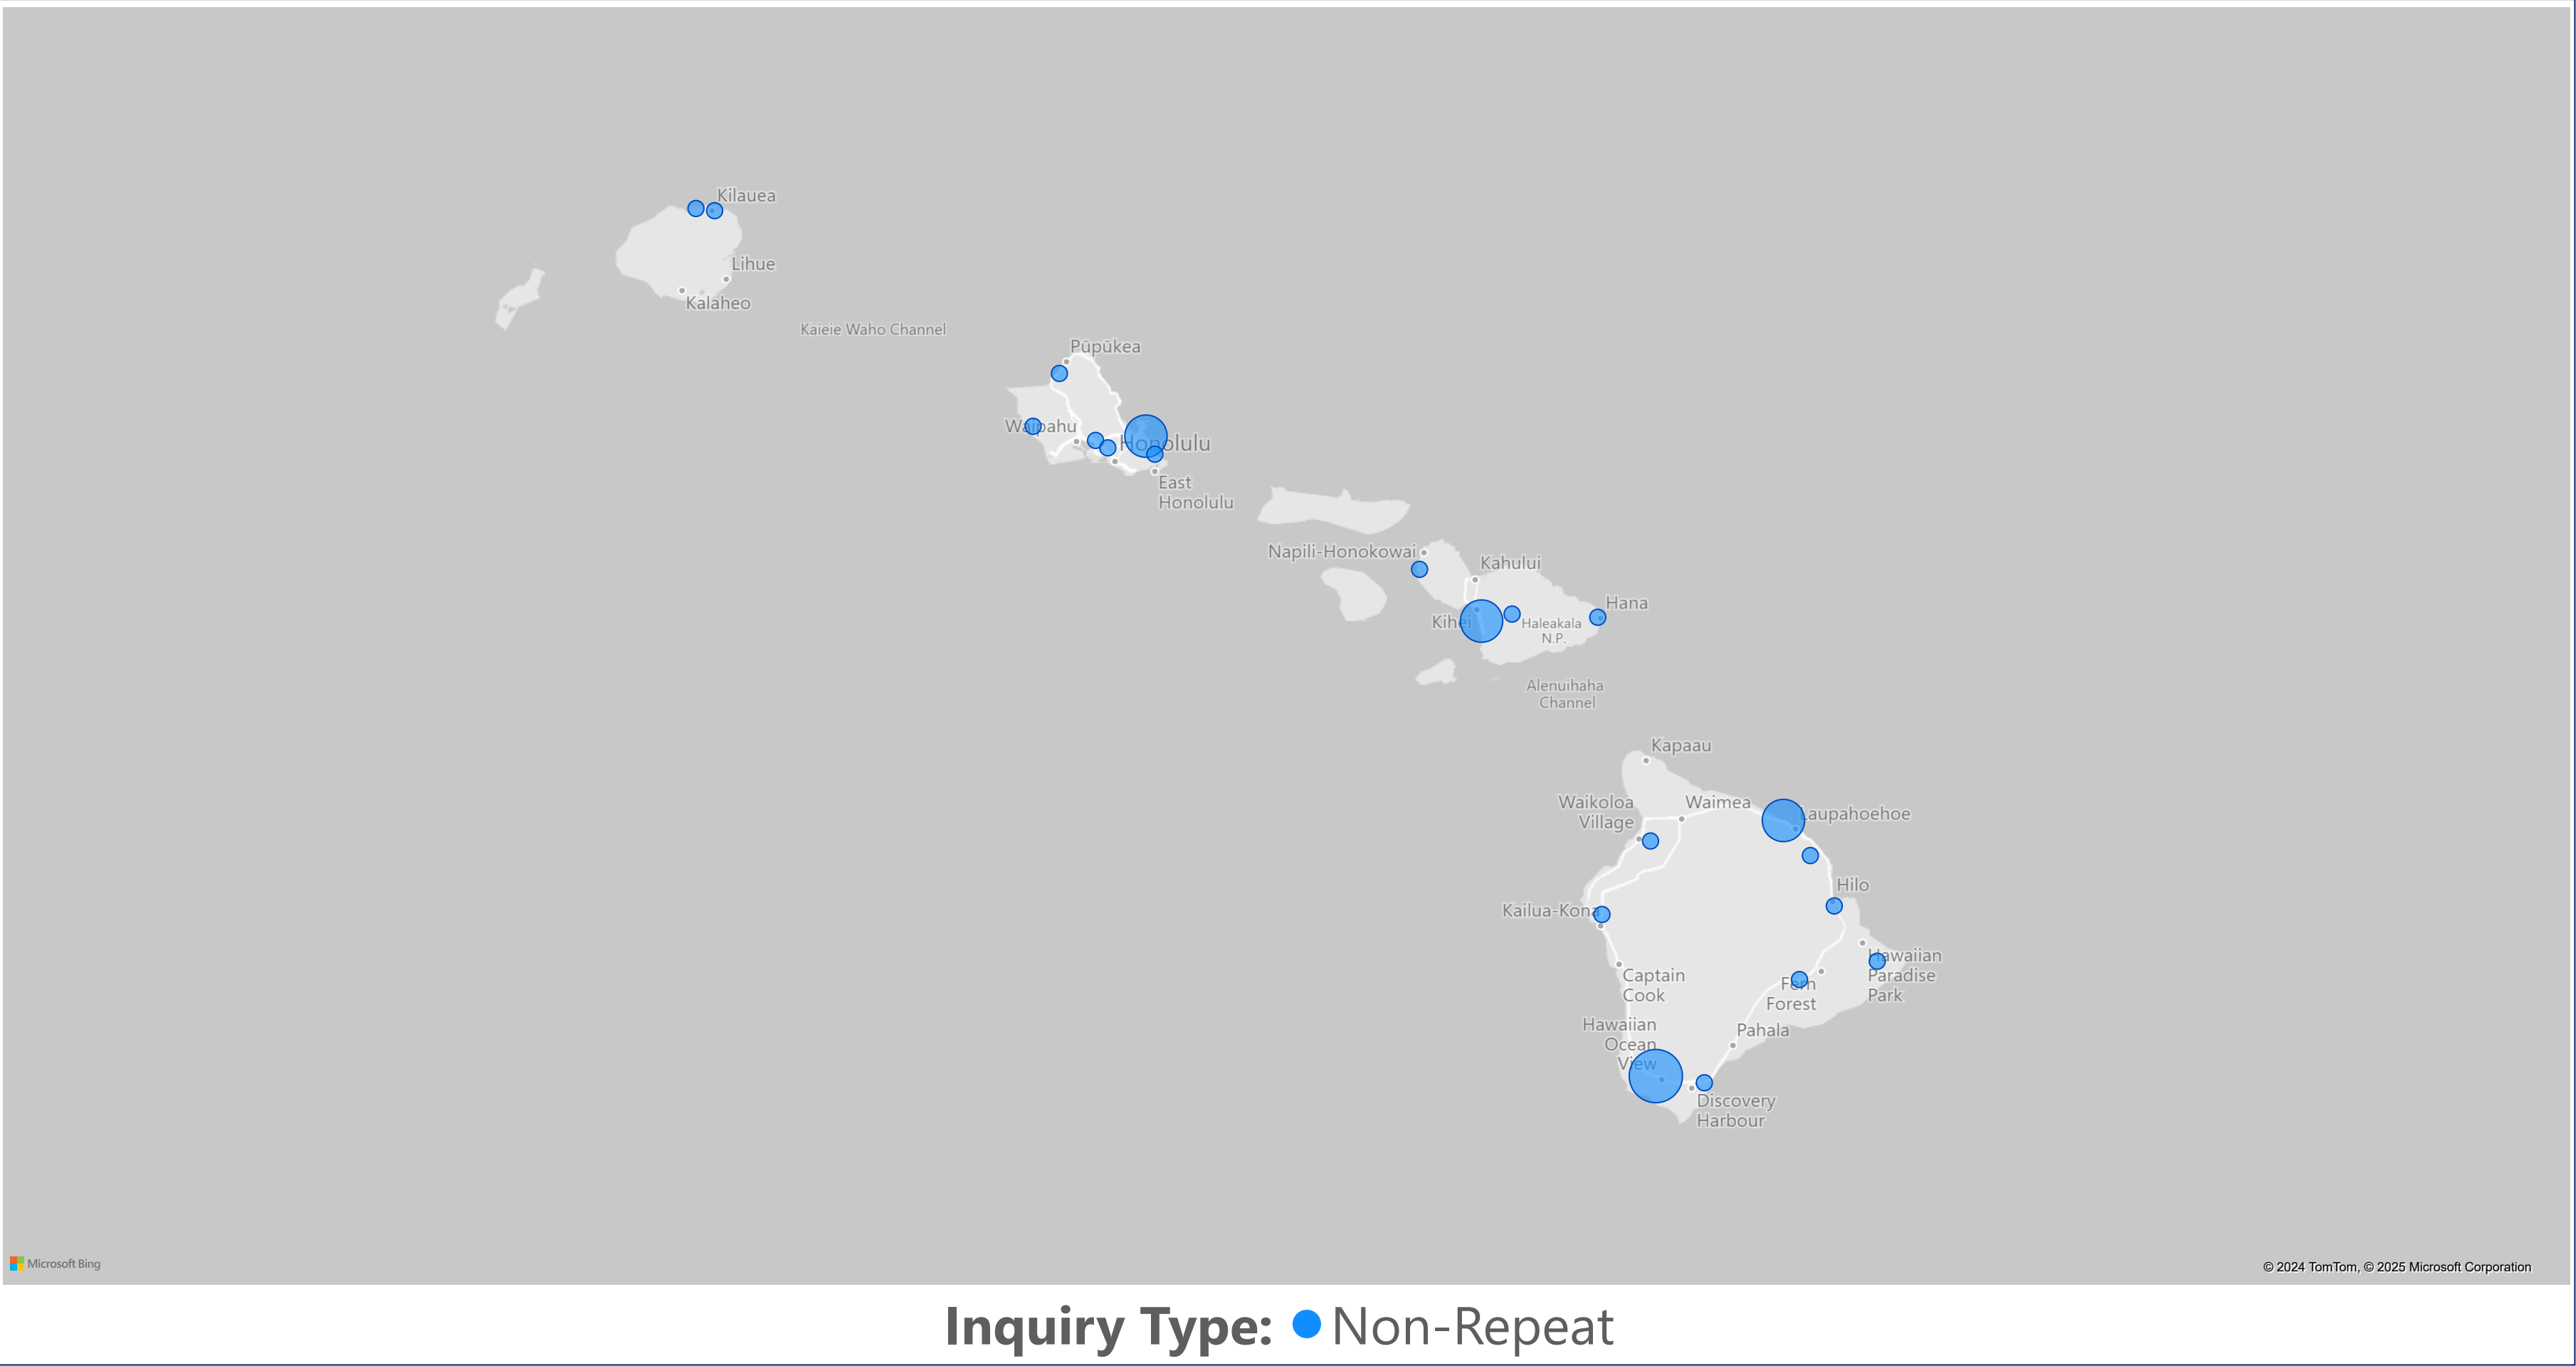 Kilauea
Lihue
Kalaheo
Kaieie Waho Channel
Pūpūkea
Waipahu
Honolulu
East
Honolulu
Napili-Honokowai
Kahului
Kihei
Hana
Haleakala
N.P.
Alenuihaha
Channel
Kapaau
Waikoloa
Village
Waimea
Laupahoehoe
Hilo
Kailua-Kona
Captain
Cook
Hawaiian
Paradise
Park
Fern
Forest
Pahala
Hawaiian
Ocean
View
Discovery
Harbour
Microsoft Bing
© 2024 TomTom, © 2025 Microsoft Corporation
Inquiry Type: Non-Repeat